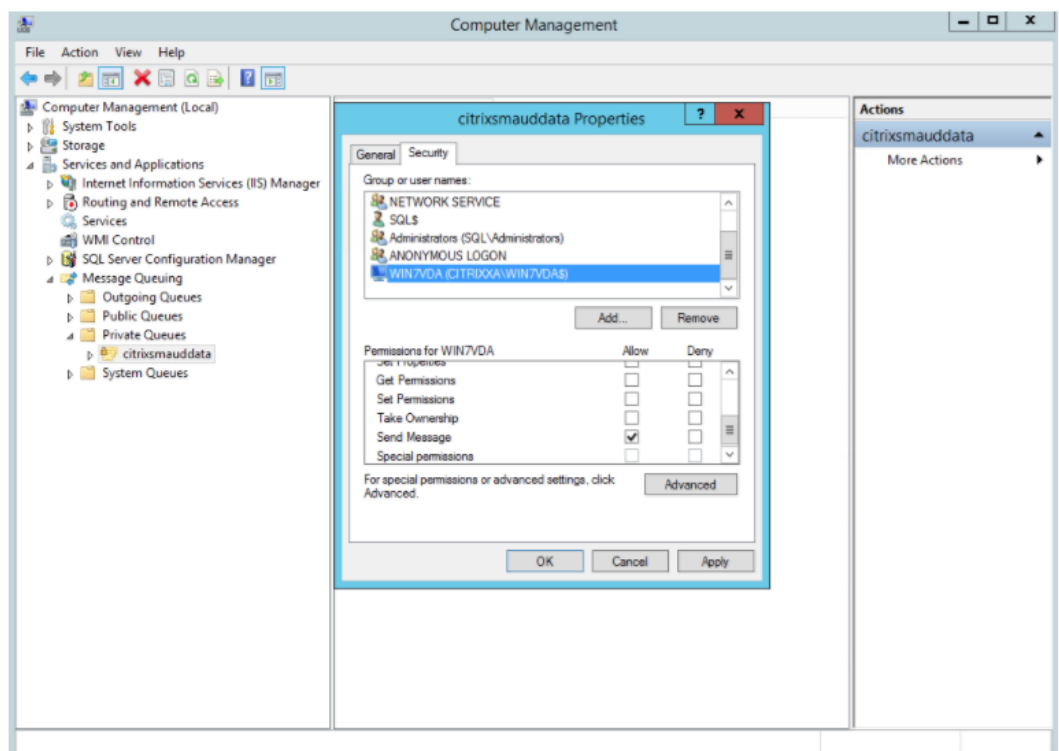 Computer Management
File Action View Help
Computer Management (Local)
System Tools
Storage
Services and Applications
Internet Information Services (IIS) Manager
Routing and Remote Access
Services
WMI Control
SQL Server Configuration Manager
Message Queuing
Outgoing Queues
Public Queues
Private Queues
citrixsmauddata
System Queues
citrixsmauddata Properties
General Security
Group or user names:
NETWORK SERVICE
SQL$
Administrators (SQL\Administrators)
ANONYMOUS LOGON
WIN7VDA (CITRIXXA\WIN7VDA$)
Add... Remove
Permissions for WIN7VDA Allow Deny
Set Properties
Get Permissions
Set Permissions
Take Ownership
Send Message
Special permissions
For special permissions or advanced settings, click
Advanced.
Advanced
OK Cancel Apply
Actions
citrixsmauddata
More Actions